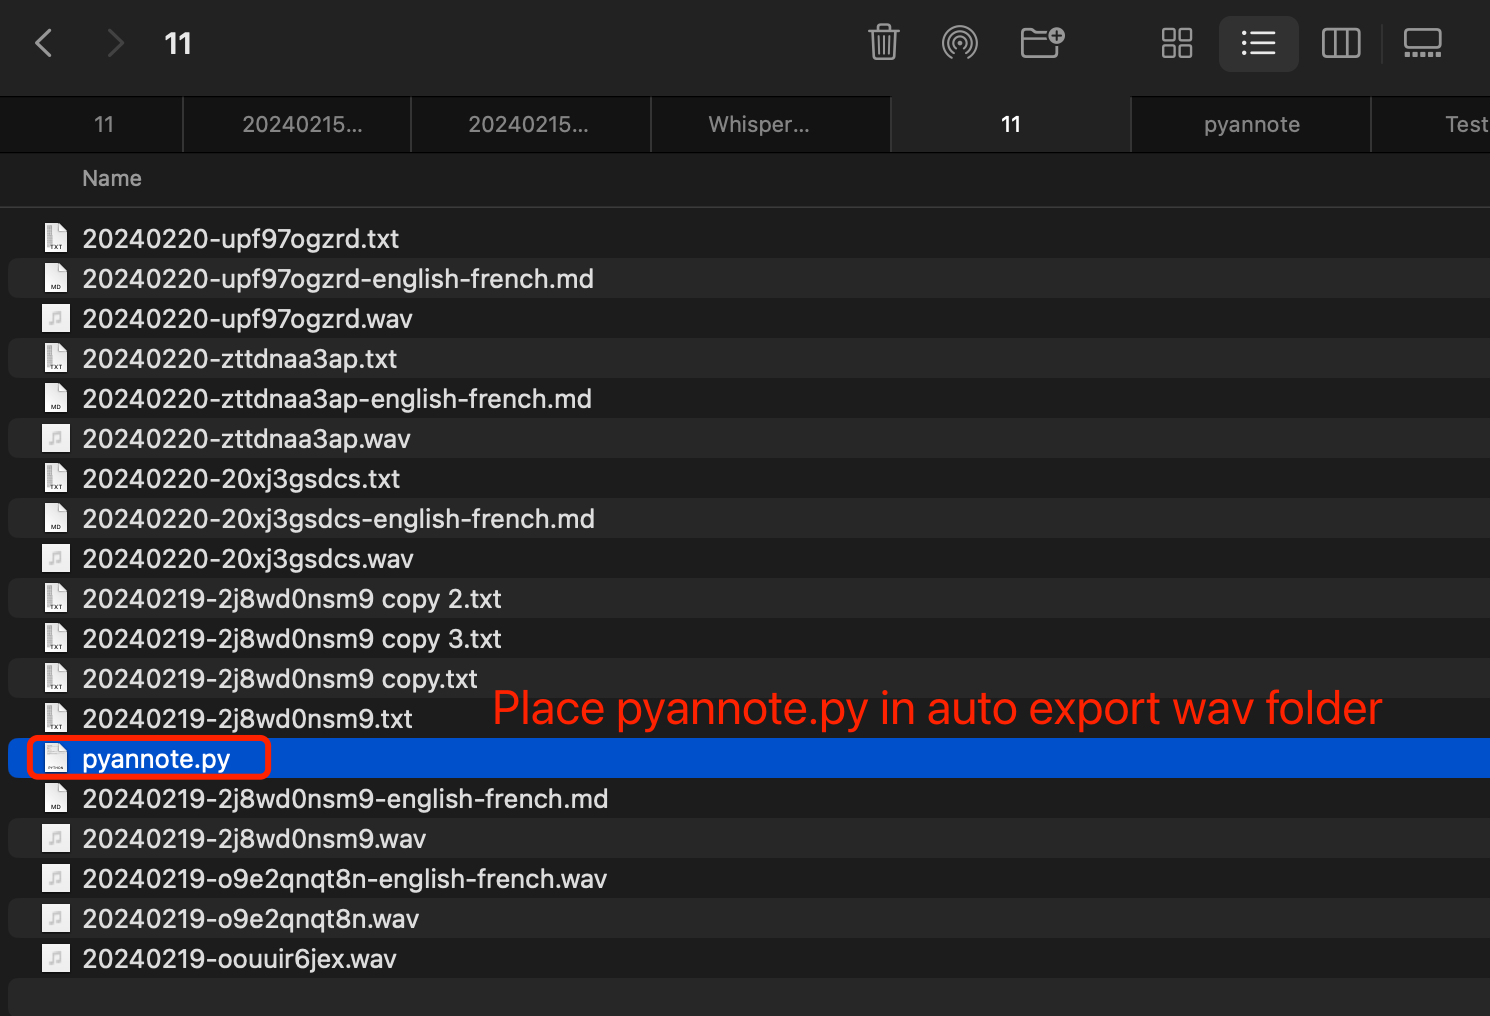 11
11 20240215... 20240215... Whisper... 11 pyannote Test
Name
20240220-upf97ogzrd.txt
20240220-upf97ogzrd-english-french.md
20240220-upf97ogzrd.wav
20240220-zttdnaa3ap.txt
20240220-zttdnaa3ap-english-french.md
20240220-zttdnaa3ap.wav
20240220-20xj3gsdcs.txt
20240220-20xj3gsdcs-english-french.md
20240220-20xj3gsdcs.wav
20240219-2j8wd0nsm9 copy 2.txt
20240219-2j8wd0nsm9 copy 3.txt
20240219-2j8wd0nsm9 copy.txt
20240219-2j8wd0nsm9.txt
Place pyannote.py in auto export wav folder
pyannote.py
20240219-2j8wd0nsm9-english-french.md
20240219-2j8wd0nsm9.wav
20240219-o9e2qnqt8n-english-french.wav
20240219-o9e2qnqt8n.wav
20240219-oouuir6jex.wav